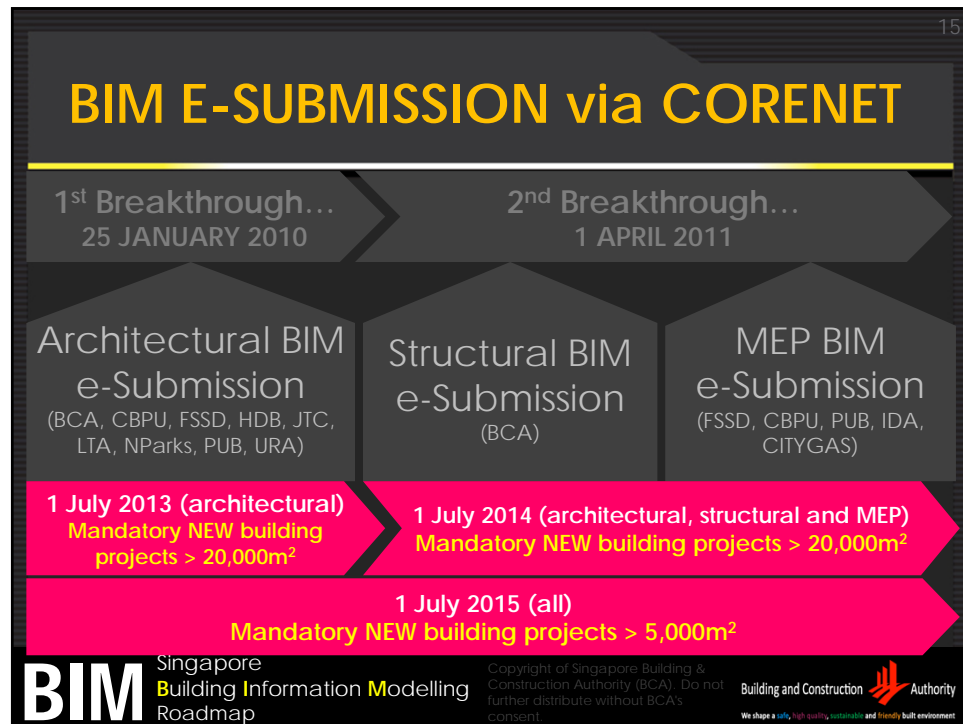 15
BIM E-SUBMISSION via CORENET
1st Breakthrough...
25 JANUARY 2010
2nd Breakthrough...
1 APRIL 2011
Architectural BIM
e-Submission
(BCA, CBPU, FSSD, HDB, JTC,
LTA, NParks, PUB, URA)
Structural BIM
e-Submission
(BCA)
MEP BIM
e-Submission
(FSSD, CBPU, PUB, IDA,
CITYGAS)
1 July 2013 (architectural)
Mandatory NEW building
projects > 20,000m²
1 July 2014 (architectural, structural and MEP)
Mandatory NEW building projects > 20,000m²
1 July 2015 (all)
Mandatory NEW building projects > 5,000m²
BIM
Singapore
Building Information Modelling
Roadmap
Copyright of Singapore Building &
Construction Authority (BCA). Do not
further distribute without BCA's
consent.
Building and Construction Authority
We shape a safe, high quality, sustainable and friendly built environment